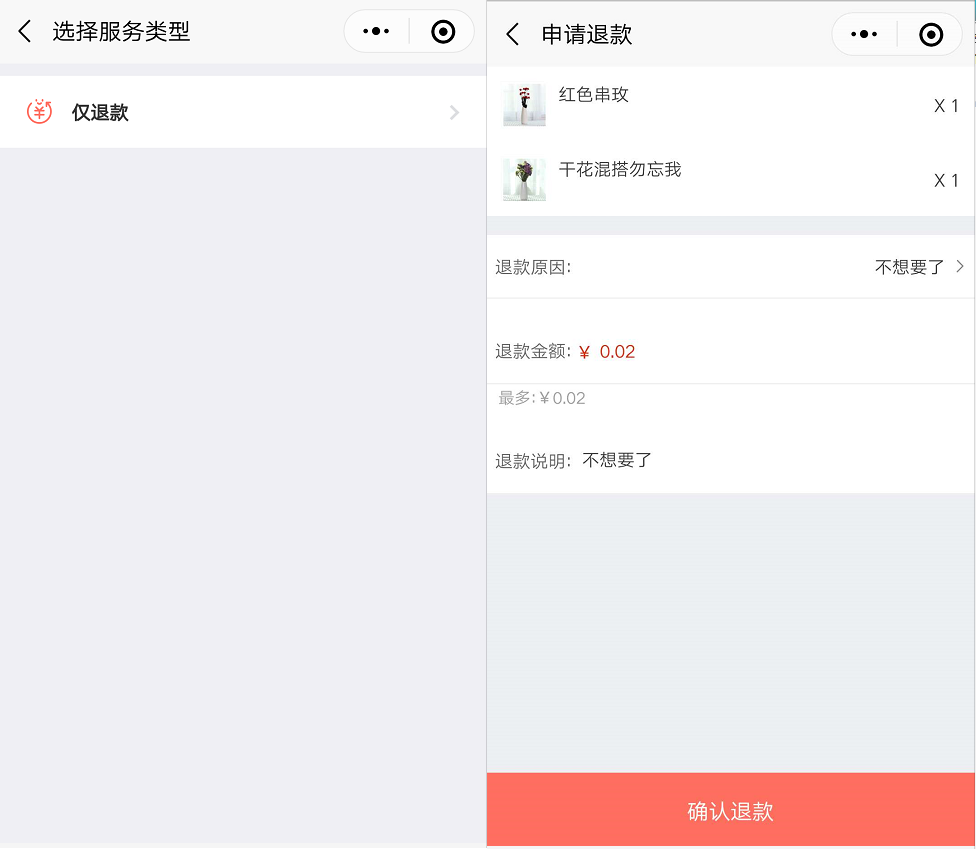 选择服务类型
仅退款
申请退款
红色串玫
X 1
干花混搭勿忘我
X 1
退款原因:
不想要了
退款金额: ¥ 0.02
最多:¥0.02
退款说明: 不想要了
确认退款